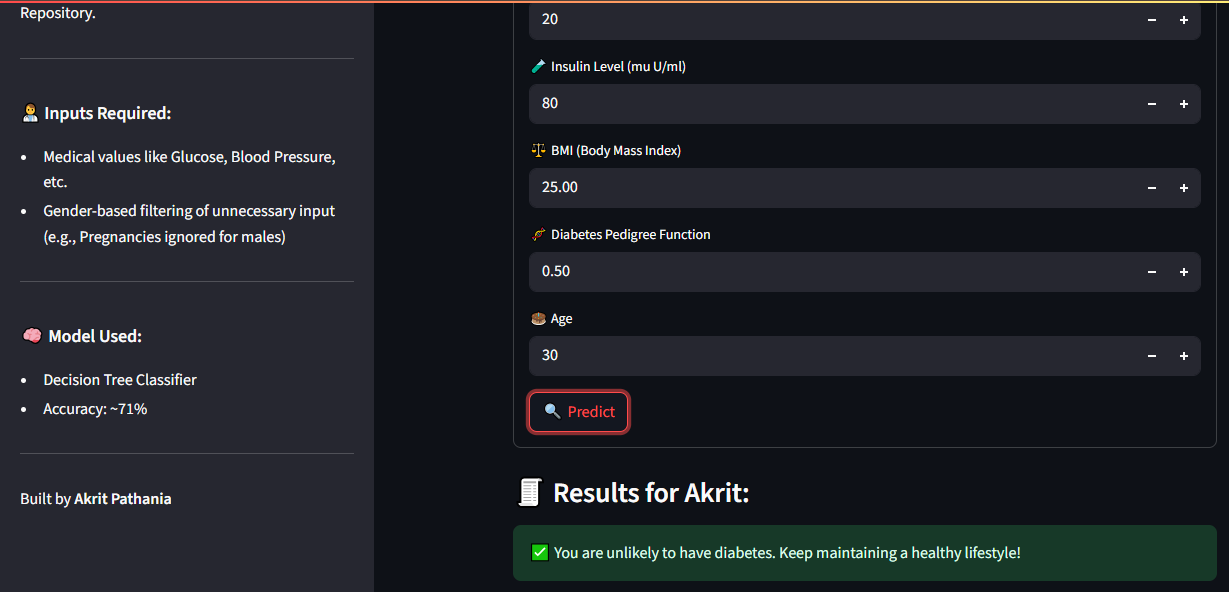 Repository.
Inputs Required:
Medical values like Glucose, Blood Pressure,
etc.
Gender-based filtering of unnecessary input
(e.g., Pregnancies ignored for males)
Model Used:
Decision Tree Classifier
Accuracy: ~71%
Built by Akrit Pathania
20
Insulin Level (mu U/ml)
80
BMI (Body Mass Index)
25.00
Diabetes Pedigree Function
0.50
Age
30
Predict
Results for Akrit:
You are unlikely to have diabetes. Keep maintaining a healthy lifestyle!